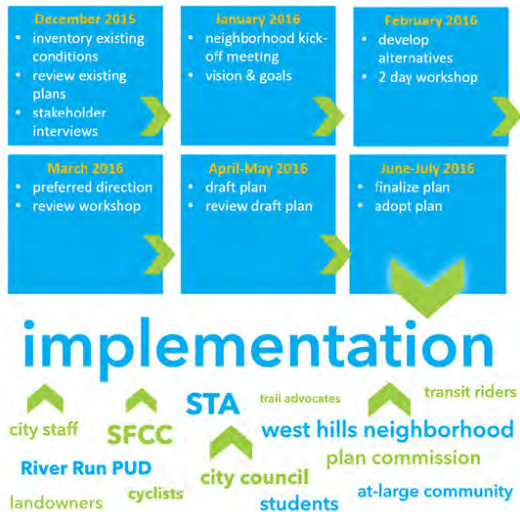 December 2015
• inventory existing
conditions
• review existing
plans
• stakeholder
interviews
January 2016
• neighborhood kick-
off meeting
• vision & goals
February 2016
• develop
alternatives
• 2 day workshop
March 2016
• preferred direction
• review workshop
April-May 2016
• draft plan
• review draft plan
June-July 2016
• finalize plan
• adopt plan
implementation
STA
trail advocates
transit riders
city staff
SFCC
west hills neighborhood
River Run PUD
city council
plan commission
landowners
cyclists
students
at-large community